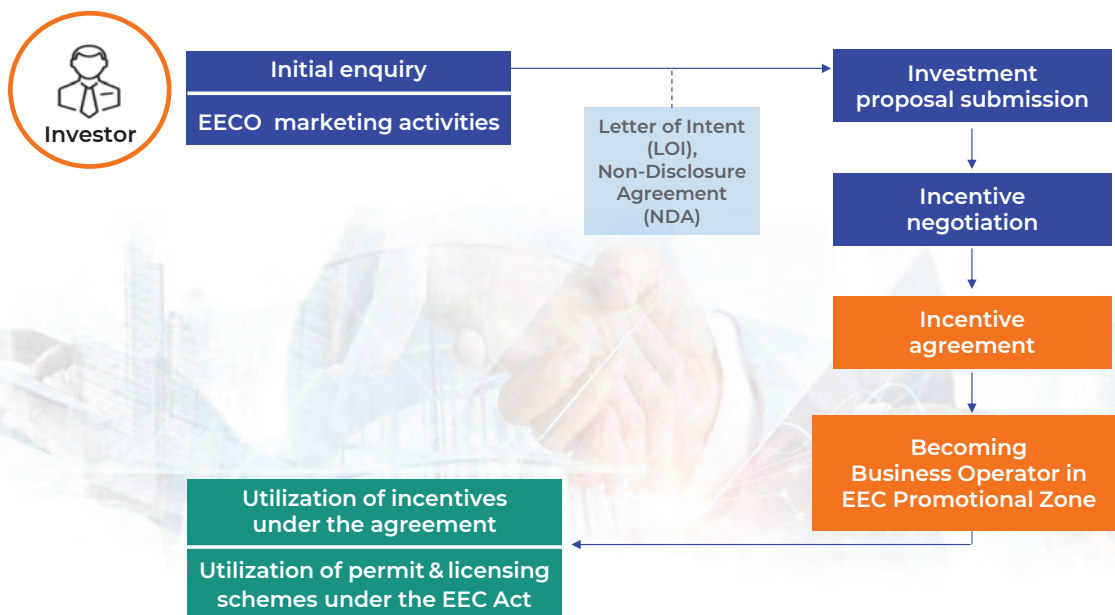 Investor
Initial enquiry
EECO marketing activities
Letter of Intent
(LOI),
Non-Disclosure
Agreement
(NDA)
Investment
proposal submission
Incentive
negotiation
Incentive
agreement
Becoming
Business Operator in
EEC Promotional Zone
Utilization of incentives
under the agreement
Utilization of permit & licensing
schemes under the EEC Act